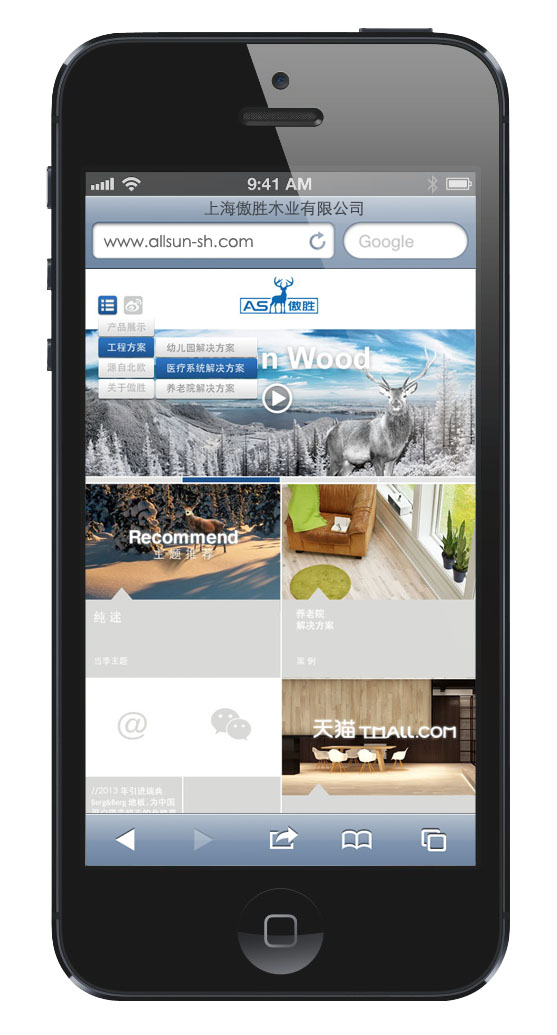 9:41 AM
上海傲胜木业有限公司
www.allsun-sh.com
Google
AS 傲胜
产品展示
工程方案
幼儿园解决方案
源自北欧
医疗系统解决方案
关于傲胜
养老院解决方案
n Wood
Recommend
主题推荐
纯 迷
当季主题
养老院
解决方案
案 例
@
天猫 TMALL.COM
//2013 年引进瑞典
Berg&Berg 地板，为中国